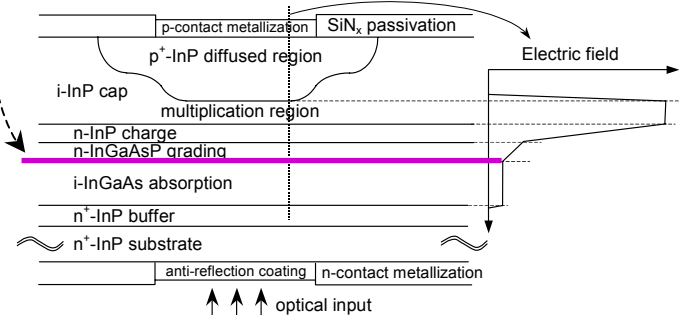 p-contact metallization
SiNx passivation
p+-InP diffused region
Electric field
i-InP cap
multiplication region
n-InP charge
n-InGaAsP grading
i-InGaAs absorption
n+-InP buffer
n+-InP substrate
anti-reflection coating
n-contact metallization
optical input